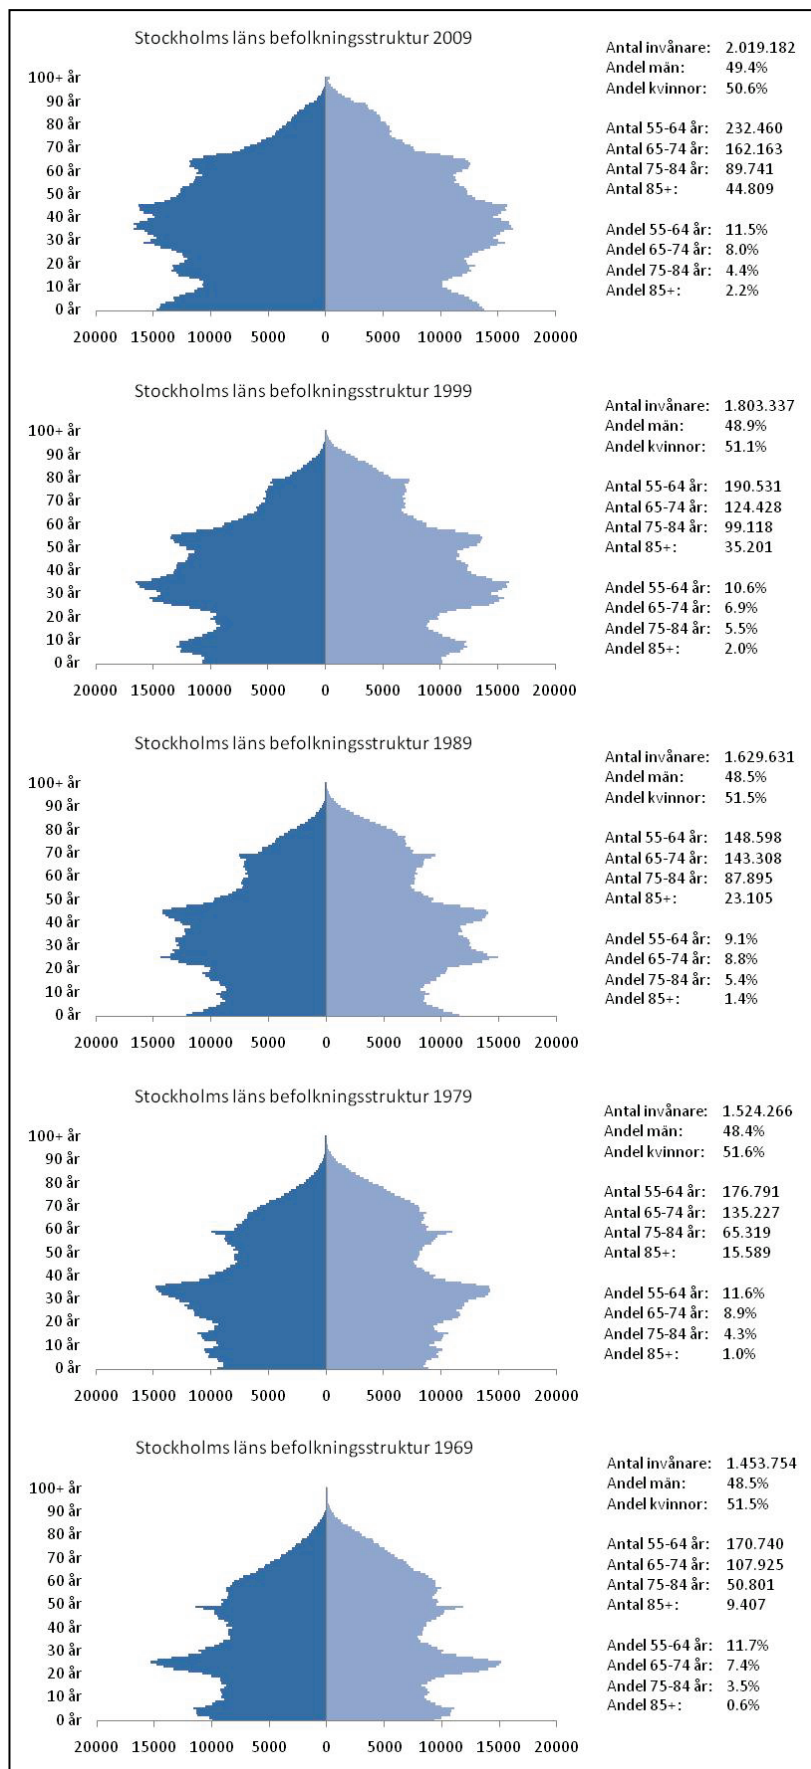 Stockholms läns befolkningsstruktur 2009
100+ år
90 år
80 år
70 år
60 år
50 år
40 år
30 år
20 år
10 år
0 år
20000 15000 10000 5000 0 5000 10000 15000 20000
Antal invånare: 2.019.182
Andel män: 49.4%
Andel kvinnor: 50.6%
Antal 55-64 år: 232.460
Antal 65-74 år: 162.163
Antal 75-84 år: 89.741
Antal 85+: 44.809
Andel 55-64 år: 11.5%
Andel 65-74 år: 8.0%
Andel 75-84 år: 4.4%
Andel 85+: 2.2%
Stockholms läns befolkningsstruktur 1999
100+ år
90 år
80 år
70 år
60 år
50 år
40 år
30 år
20 år
10 år
0 år
20000 15000 10000 5000 0 5000 10000 15000 20000
Antal invånare: 1.803.337
Andel män: 48.9%
Andel kvinnor: 51.1%
Antal 55-64 år: 190.531
Antal 65-74 år: 124.428
Antal 75-84 år: 99.118
Antal 85+: 35.201
Andel 55-64 år: 10.6%
Andel 65-74 år: 6.9%
Andel 75-84 år: 5.5%
Andel 85+: 2.0%
Stockholms läns befolkningsstruktur 1989
100+ år
90 år
80 år
70 år
60 år
50 år
40 år
30 år
20 år
10 år
0 år
20000 15000 10000 5000 0 5000 10000 15000 20000
Antal invånare: 1.629.631
Andel män: 48.5%
Andel kvinnor: 51.5%
Antal 55-64 år: 148.598
Antal 65-74 år: 143.308
Antal 75-84 år: 87.895
Antal 85+: 23.105
Andel 55-64 år: 9.1%
Andel 65-74 år: 8.8%
Andel 75-84 år: 5.4%
Andel 85+: 1.4%
Stockholms läns befolkningsstruktur 1979
100+ år
90 år
80 år
70 år
60 år
50 år
40 år
30 år
20 år
10 år
0 år
20000 15000 10000 5000 0 5000 10000 15000 20000
Antal invånare: 1.524.266
Andel män: 48.4%
Andel kvinnor: 51.6%
Antal 55-64 år: 176.791
Antal 65-74 år: 135.227
Antal 75-84 år: 65.319
Antal 85+: 15.589
Andel 55-64 år: 11.6%
Andel 65-74 år: 8.9%
Andel 75-84 år: 4.3%
Andel 85+: 1.0%
Stockholms läns befolkningsstruktur 1969
100+ år
90 år
80 år
70 år
60 år
50 år
40 år
30 år
20 år
10 år
0 år
20000 15000 10000 5000 0 5000 10000 15000 20000
Antal invånare: 1.453.754
Andel män: 48.5%
Andel kvinnor: 51.5%
Antal 55-64 år: 170.740
Antal 65-74 år: 107.925
Antal 75-84 år: 50.801
Antal 85+: 9.407
Andel 55-64 år: 11.7%
Andel 65-74 år: 7.4%
Andel 75-84 år: 3.5%
Andel 85+: 0.6%